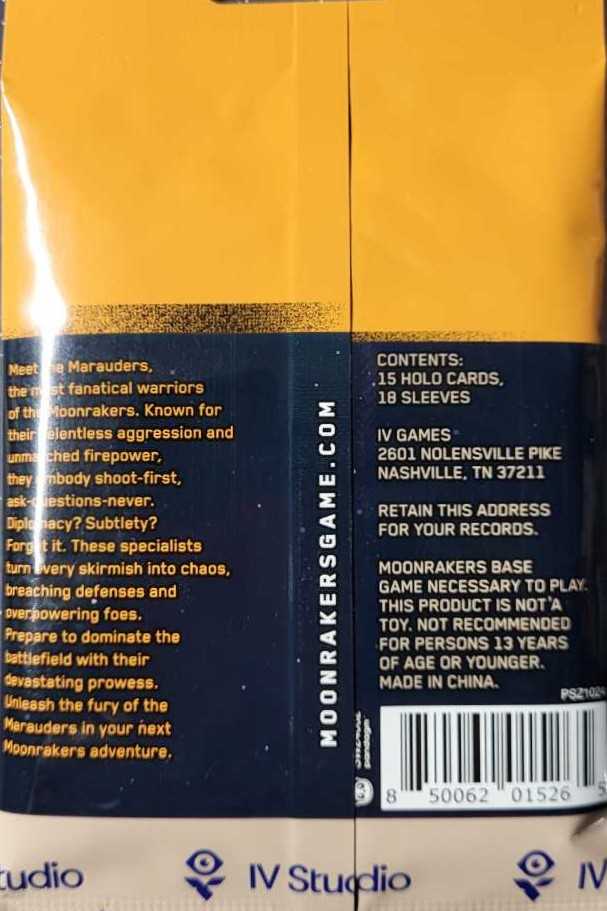 Meet the Marauders,
the most fanatical warriors
of the Moonrakers. Known for
their relentless aggression and
unmatched firepower,
they embody shoot-first,
ask-questions-never.
Diplomacy? Subtlety?
Forget it. These specialists
turn every skirmish into chaos,
breaching defenses and
overpowering foes.
Prepare to dominate the
battlefield with their
devastating prowess.
Unleash the fury of the
Marauders in your next
Moonrakers adventure.
MOONRAKERSGAME.COM
CONTENTS:
15 HOLO CARDS,
18 SLEEVES
IV GAMES
2601 NOLENSVILLE PIKE
NASHVILLE, TN 37211
RETAIN THIS ADDRESS
FOR YOUR RECORDS.
MOONRAKERS BASE
GAME NECESSARY TO PLAY.
THIS PRODUCT IS NOT A
TOY. NOT RECOMMENDED
FOR PERSONS 13 YEARS
OF AGE OR YOUNGER.
MADE IN CHINA.
PSZ1024
panda gm
8 50062 01526 5
tudio IV Studio IV